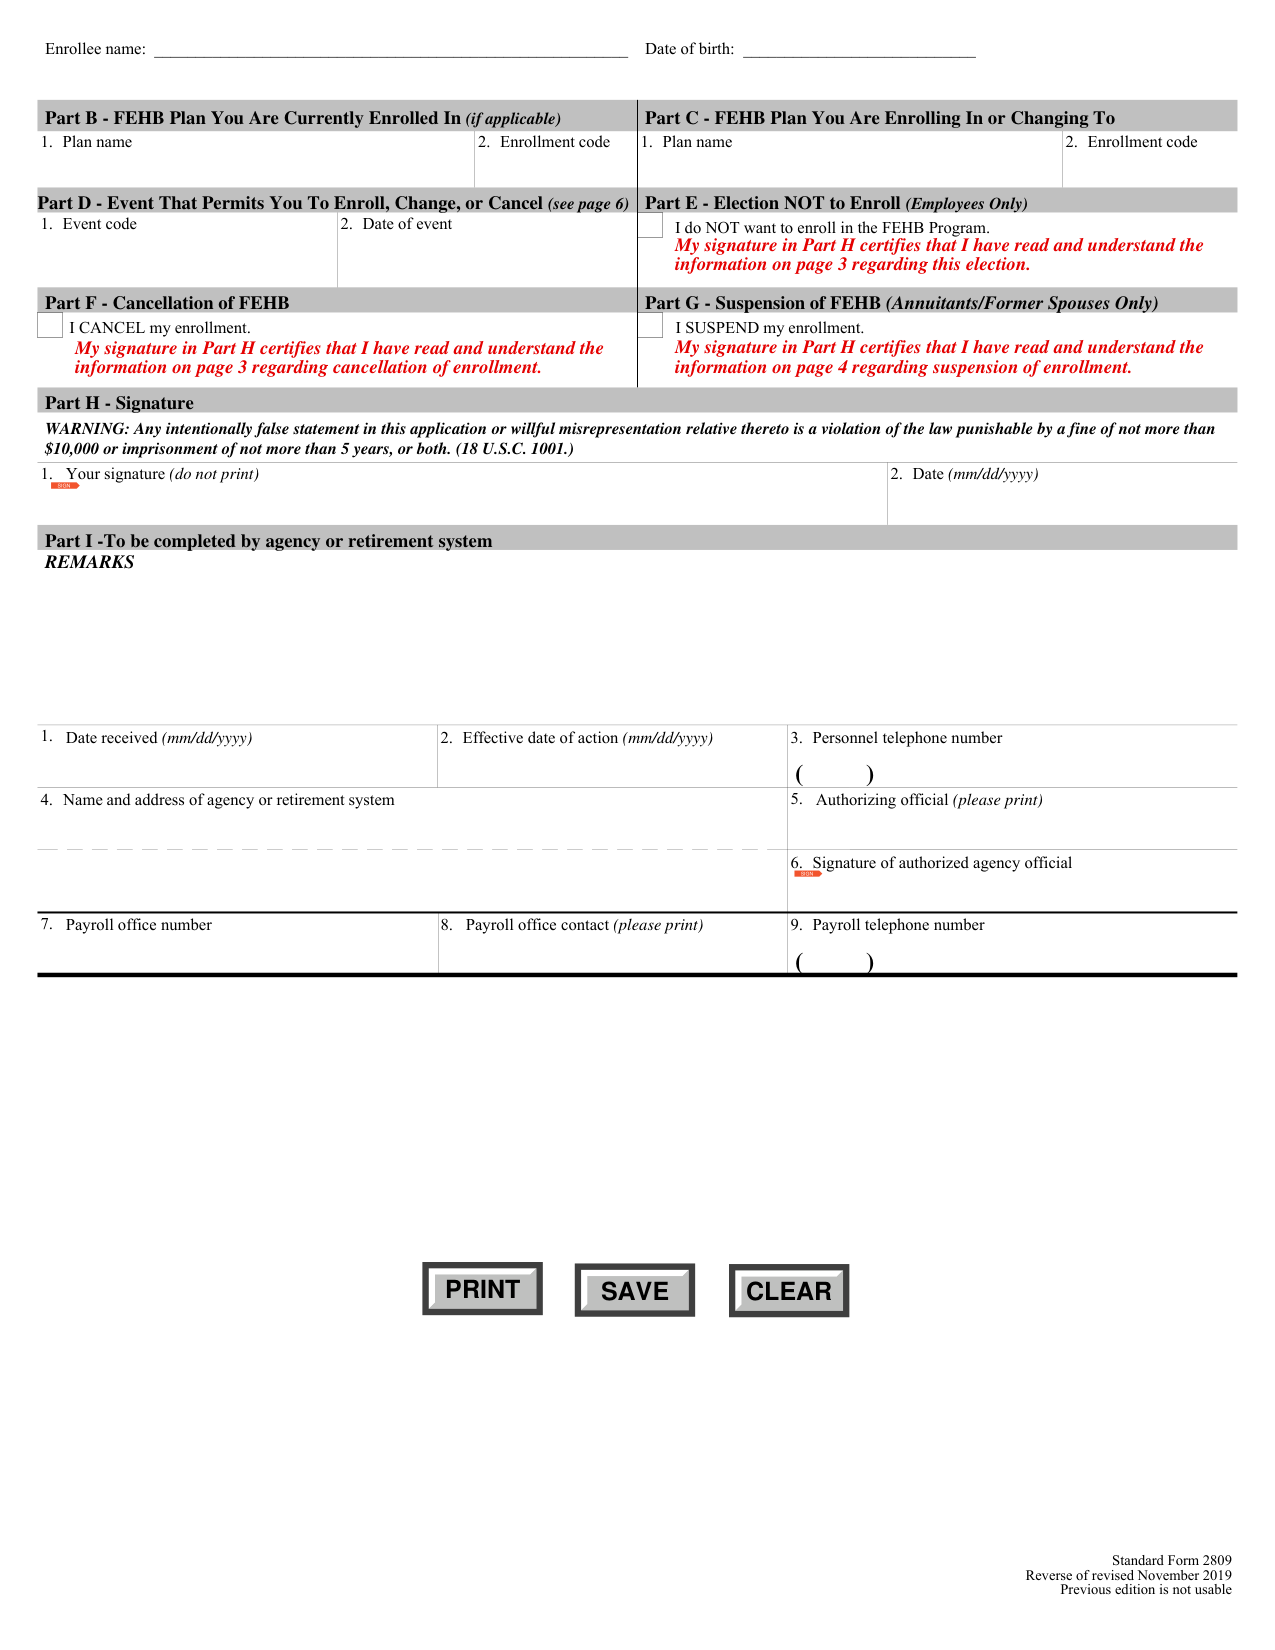 Enrollee name: Date of birth:
Part B - FEHB Plan You Are Currently Enrolled In (if applicable)
1. Plan name
2. Enrollment code
Part C - FEHB Plan You Are Enrolling In or Changing To
1. Plan name
2. Enrollment code
Part D - Event That Permits You To Enroll, Change, or Cancel (see page 6)
1. Event code
2. Date of event
Part E - Election NOT to Enroll (Employees Only)
I do NOT want to enroll in the FEHB Program.
My signature in Part H certifies that I have read and understand the
information on page 3 regarding this election.
Part F - Cancellation of FEHB
I CANCEL my enrollment.
My signature in Part H certifies that I have read and understand the
information on page 3 regarding cancellation of enrollment.
Part G - Suspension of FEHB (Annuitants/Former Spouses Only)
I SUSPEND my enrollment.
My signature in Part H certifies that I have read and understand the
information on page 4 regarding suspension of enrollment.
Part H - Signature
WARNING: Any intentionally false statement in this application or willful misrepresentation relative thereto is a violation of the law punishable by a fine of not more than
$10,000 or imprisonment of not more than 5 years, or both. (18 U.S.C. 1001.)
1. Your signature (do not print)
SIGN
2. Date (mm/dd/yyyy)
Part I -To be completed by agency or retirement system
REMARKS
1. Date received (mm/dd/yyyy)
2. Effective date of action (mm/dd/yyyy)
3. Personnel telephone number
( )
4. Name and address of agency or retirement system
5. Authorizing official (please print)
6. Signature of authorized agency official
SIGN
7. Payroll office number
8. Payroll office contact (please print)
9. Payroll telephone number
( )
PRINT SAVE CLEAR
Standard Form 2809
Reverse of revised November 2019
Previous edition is not usable